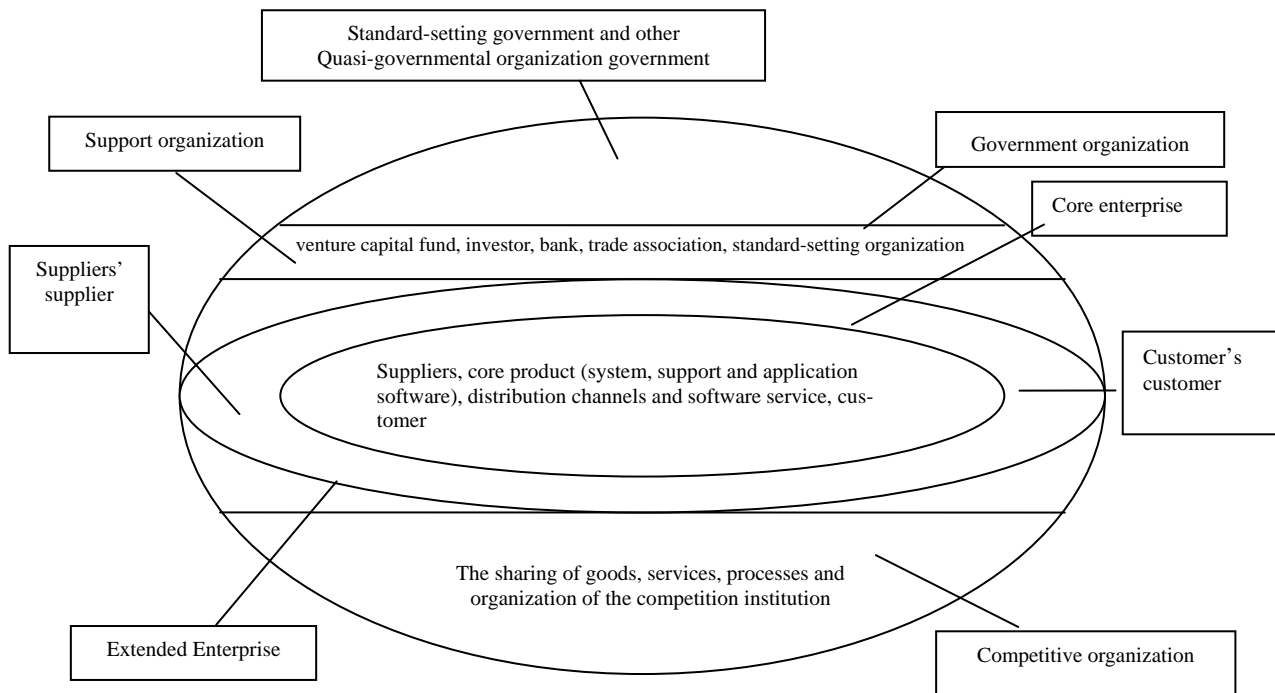 Standard-setting government and other
Quasi-governmental organization government
Support organization
Government organization
Core enterprise
venture capital fund, investor, bank, trade association, standard-setting organization
Suppliers'
supplier
Customer's
customer
Suppliers, core product (system, support and application
software), distribution channels and software service, cus-
tomer
The sharing of goods, services, processes and
organization of the competition institution
Extended Enterprise
Competitive organization